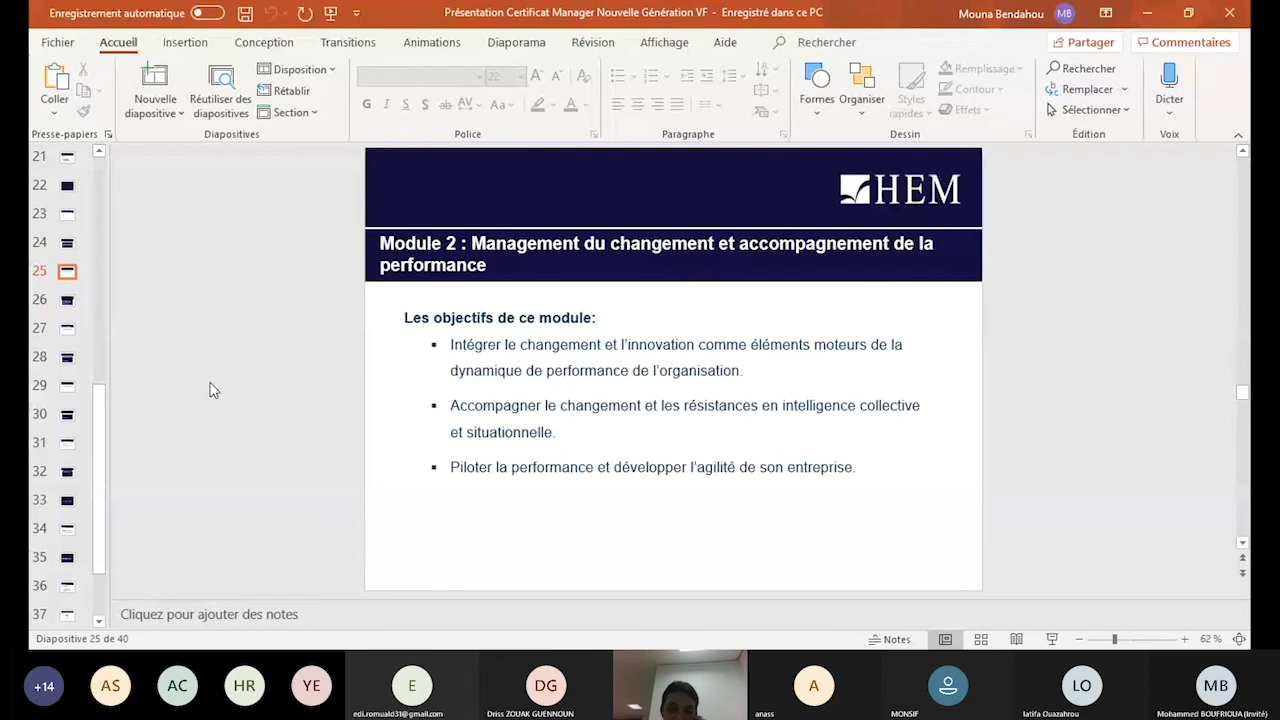 Enregistrement automatique
Présentation Certificat Manager Nouvelle Génération VF - Enregistré dans ce PC
Mouna Bendahou MB
Fichier Accueil Insertion Conception Transitions Animations Diaporama Révision Affichage Aide Rechercher Partager Commentaires
Coller
Presse-papiers
Nouvelle
diapositive
Réutiliser des
diapositives
Disposition
Rétablir
Section
Diapositives
22
G I S S ab AV Aa A
Police
Paragraphe
Formes
Organiser
Styles
rapides
Remplissage
Contour
Effets
Dessin
Rechercher
Remplacer
Sélectionner
Édition
Dicter
Voix
21
22
23
24
25
26
27
28
29
30
31
32
33
34
35
36
37
HEM
Module 2 : Management du changement et accompagnement de la
performance
Les objectifs de ce module:
▪ Intégrer le changement et l’innovation comme éléments moteurs de la
dynamique de performance de l’organisation.
▪ Accompagner le changement et les résistances en intelligence collective
et situationnelle.
▪ Piloter la performance et développer l’agilité de son entreprise.
Cliquez pour ajouter des notes
Diapositive 25 de 40
Notes
62 %
+14
AS
AC
HR
YE
E
edi.romuald31@gmail.com
DG
Driss ZOUAK GUENNOUN
A
anass
MONSIF
LO
latifa Ouazahrou
MB
Mohammed BOUFRIOUA (Invité)